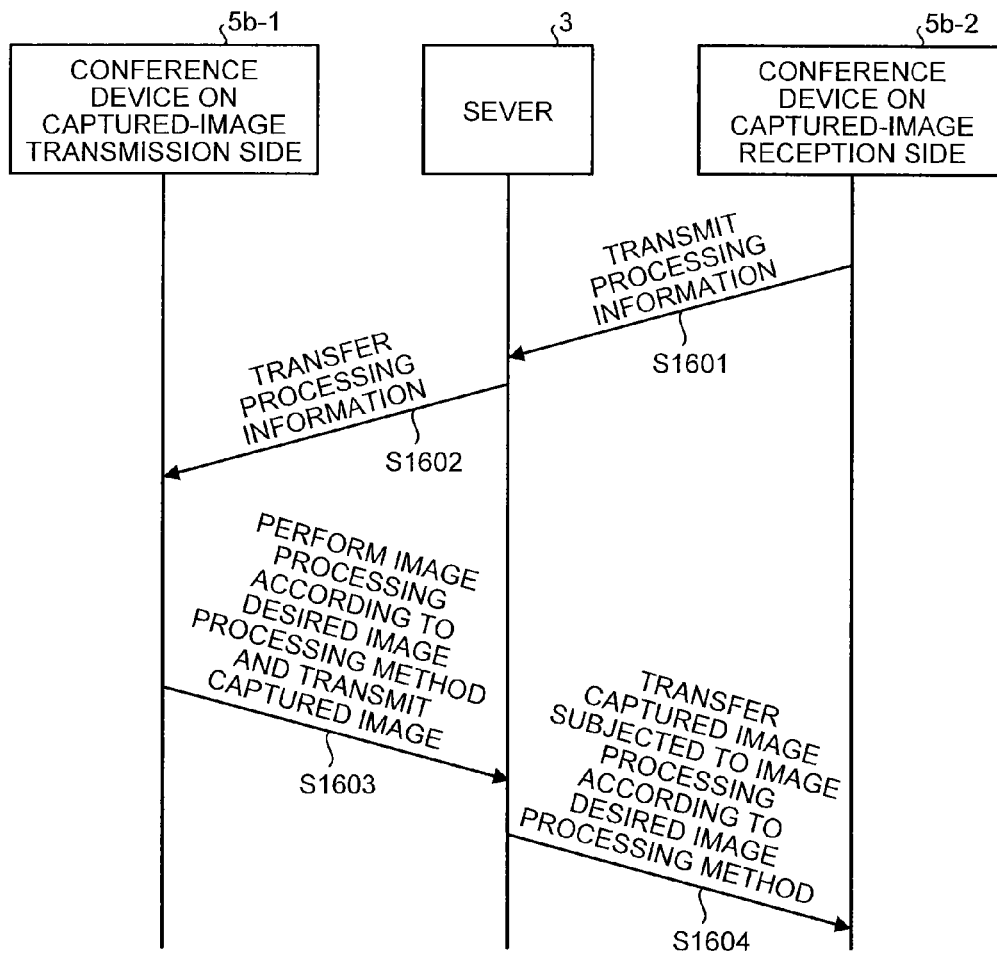 5b-1
3
5b-2
CONFERENCE
DEVICE ON
CAPTURED-IMAGE
TRANSMISSION SIDE
SEVER
CONFERENCE
DEVICE ON
CAPTURED-IMAGE
RECEPTION SIDE
TRANSMIT
PROCESSING
INFORMATION
S1601
TRANSFER
PROCESSING
INFORMATION
S1602
PERFORM IMAGE
PROCESSING
ACCORDING TO
DESIRED IMAGE
PROCESSING METHOD
AND TRANSMIT
CAPTURED IMAGE
S1603
TRANSFER
CAPTURED IMAGE
SUBJECTED TO IMAGE
PROCESSING
ACCORDING TO
DESIRED IMAGE
PROCESSING METHOD
S1604